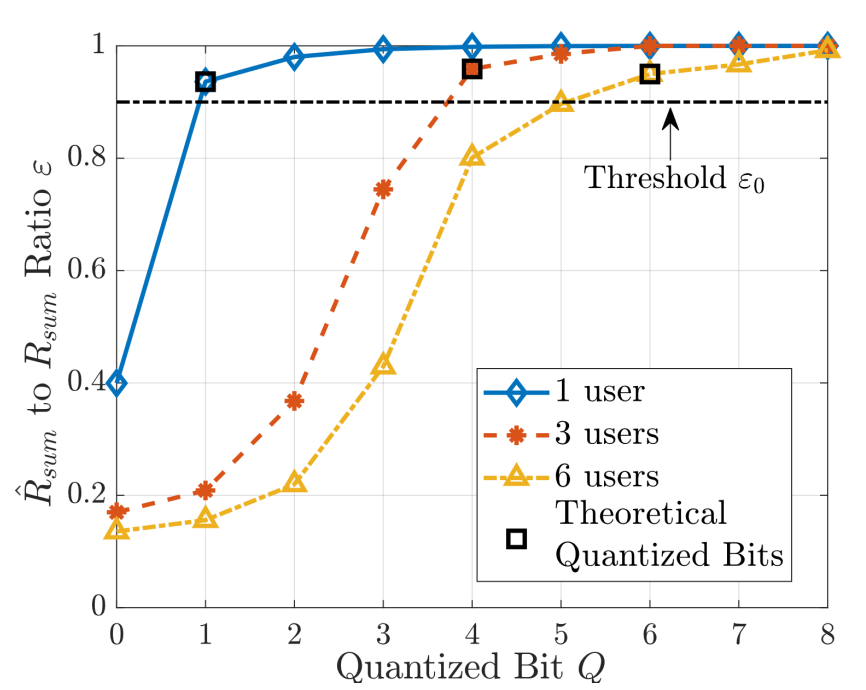 R̂sum to Rsum Ratio ε
1
0.8
0.6
0.4
0.2
0
0 1 2 3 4 5 6 7 8
Quantized Bit Q
Threshold ε0
1 user
3 users
6 users
Theoretical
Quantized Bits